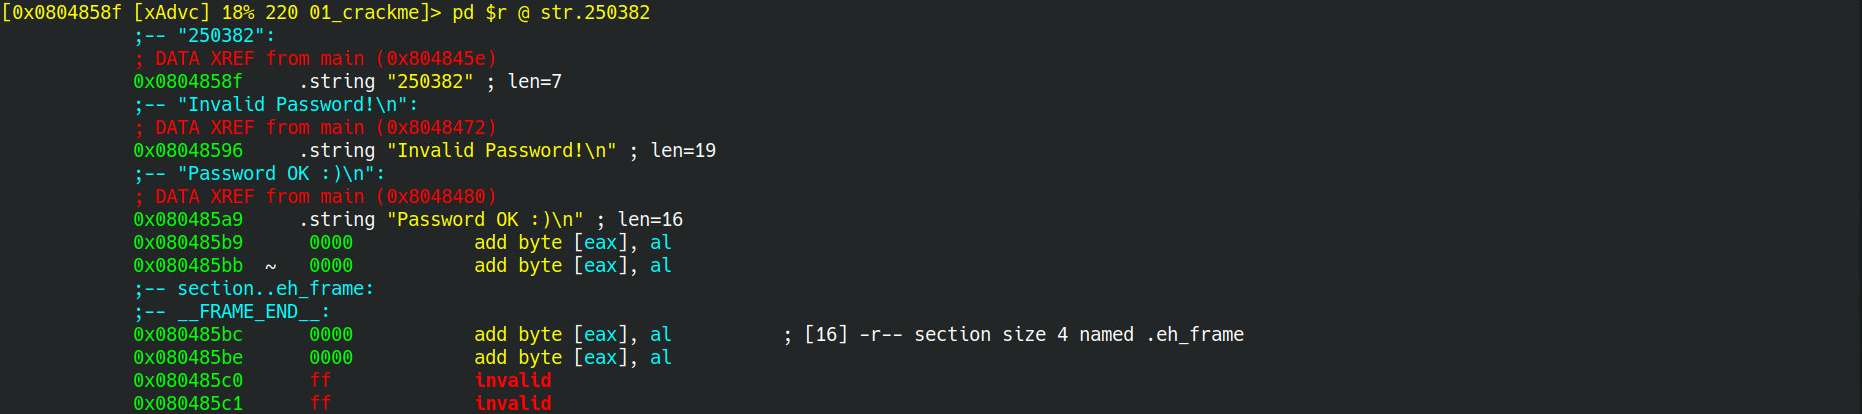 [0x0804858f [xAdvc] 18% 220 01_crackme]> pd $r @ str.250382
;-- "250382":
; DATA XREF from main (0x804845e)
0x0804858f .string "250382" ; len=7
;-- "Invalid Password!\n":
; DATA XREF from main (0x8048472)
0x08048596 .string "Invalid Password!\n" ; len=19
;-- "Password OK :)\n":
; DATA XREF from main (0x8048480)
0x080485a9 .string "Password OK :)\n" ; len=16
0x080485b9 0000 add byte [eax], al
0x080485bb ~ 0000 add byte [eax], al
;-- section..eh_frame:
;-- __FRAME_END__:
0x080485bc 0000 add byte [eax], al ; [16] -r-- section size 4 named .eh_frame
0x080485be 0000 add byte [eax], al
0x080485c0 ff invalid
0x080485c1 ff invalid